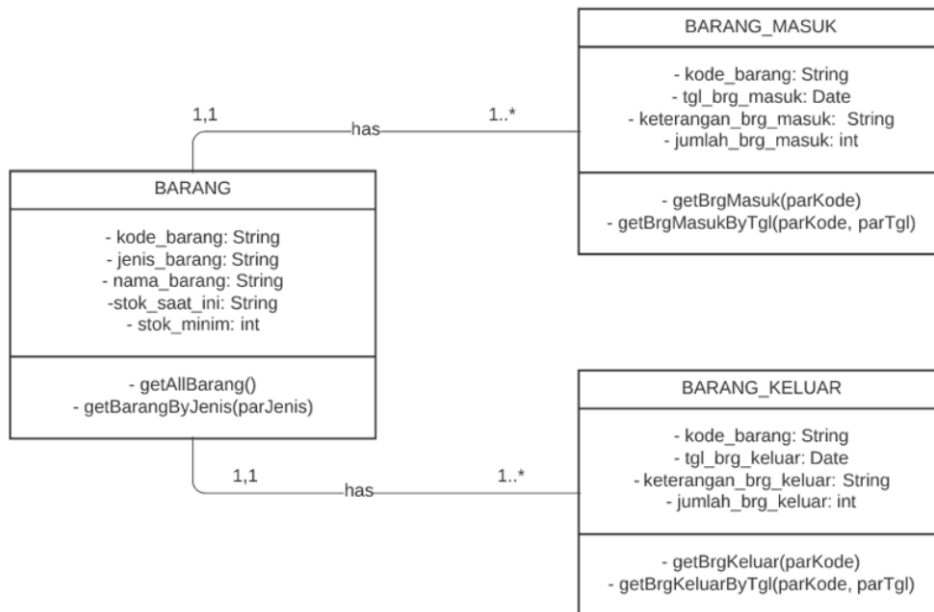 BARANG_MASUK
- kode_barang: String
- tgl_brg_masuk: Date
- keterangan_brg_masuk: String
- jumlah_brg_masuk: int
- getBrgMasuk(parKode)
- getBrgMasukByTgl(parKode, parTgl)
1,1
has
1..*
BARANG
- kode_barang: String
- jenis_barang: String
- nama_barang: String
-stok_saat_ini: String
- stok_minim: int
- getAllBarang()
- getBarangByJenis(parJenis)
1,1
has
1..*
BARANG_KELUAR
- kode_barang: String
- tgl_brg_keluar: Date
- keterangan_brg_keluar: String
- jumlah_brg_keluar: int
- getBrgKeluar(parKode)
- getBrgKeluarByTgl(parKode, parTgl)